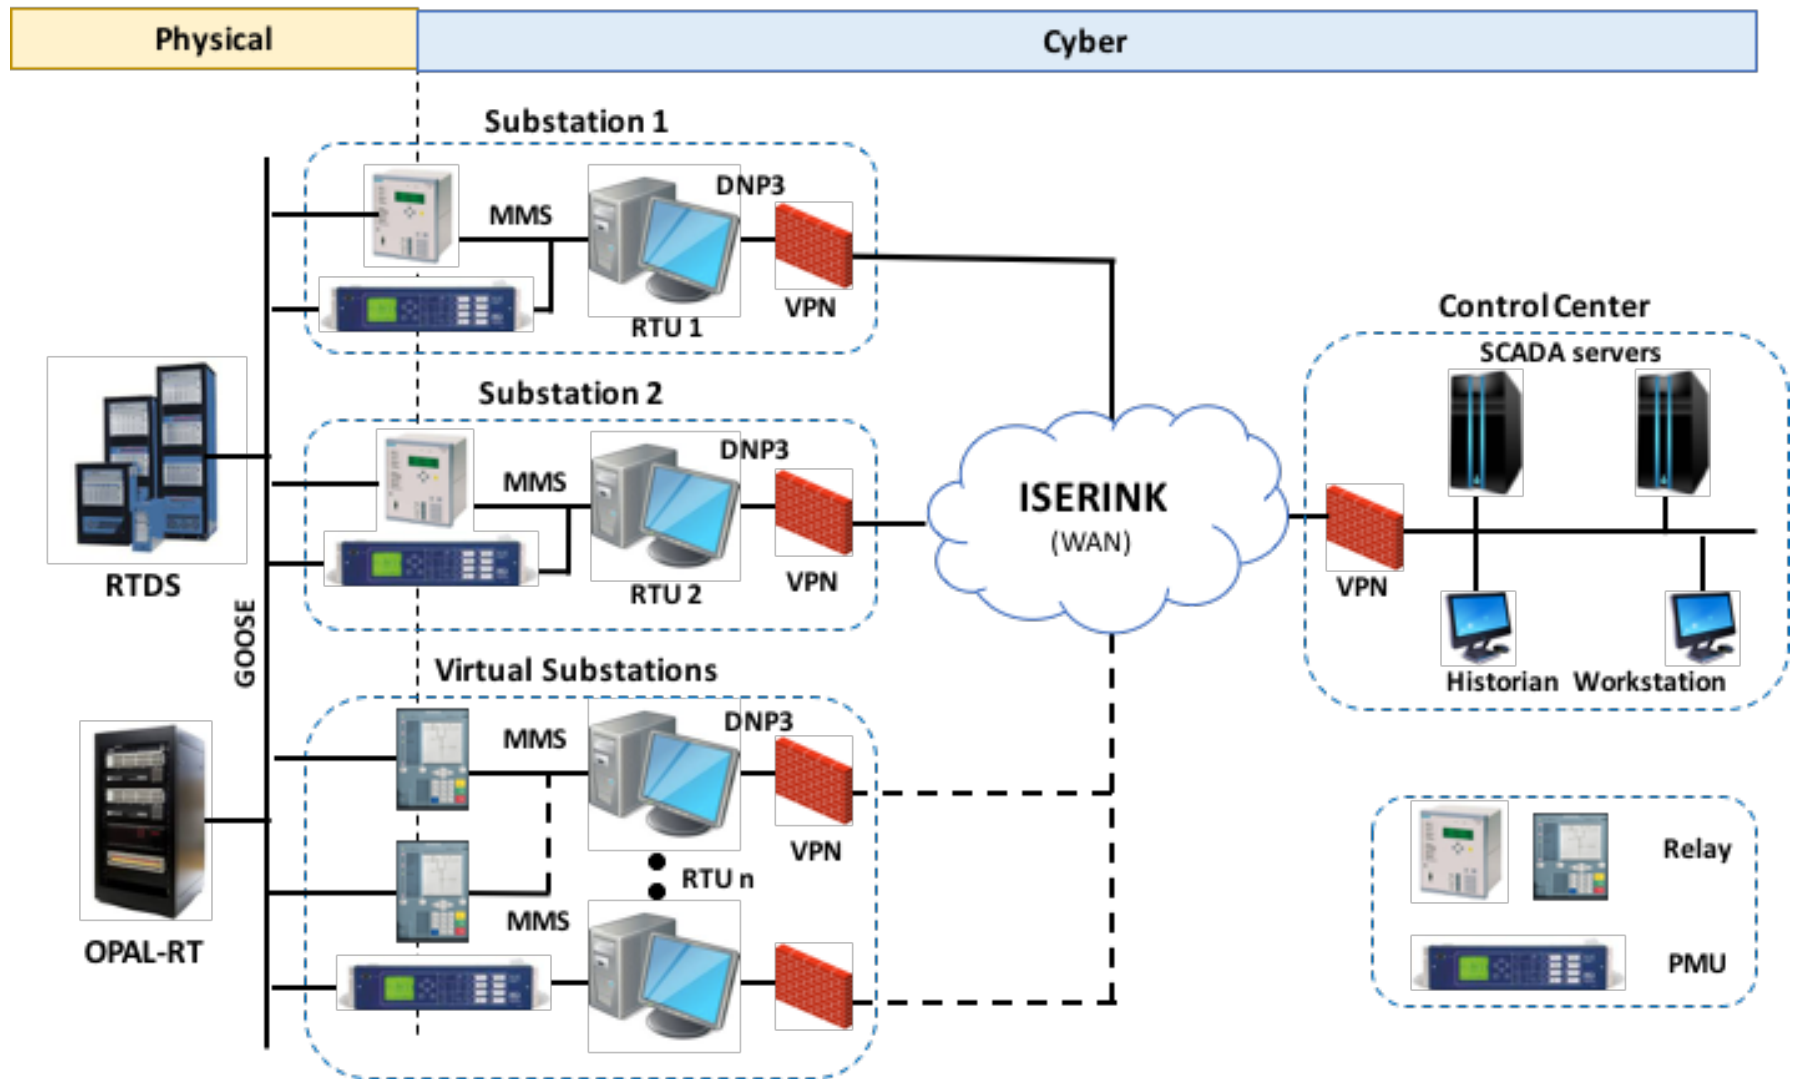 Physical
Cyber
Substation 1
MMS
DNP3
RTU 1
VPN
Substation 2
MMS
DNP3
RTU 2
VPN
RTDS
GOOSE
OPAL-RT
Virtual Substations
MMS
DNP3
VPN
RTU n
MMS
ISERINK
(WAN)
Control Center
SCADA servers
VPN
Historian Workstation
Relay
PMU